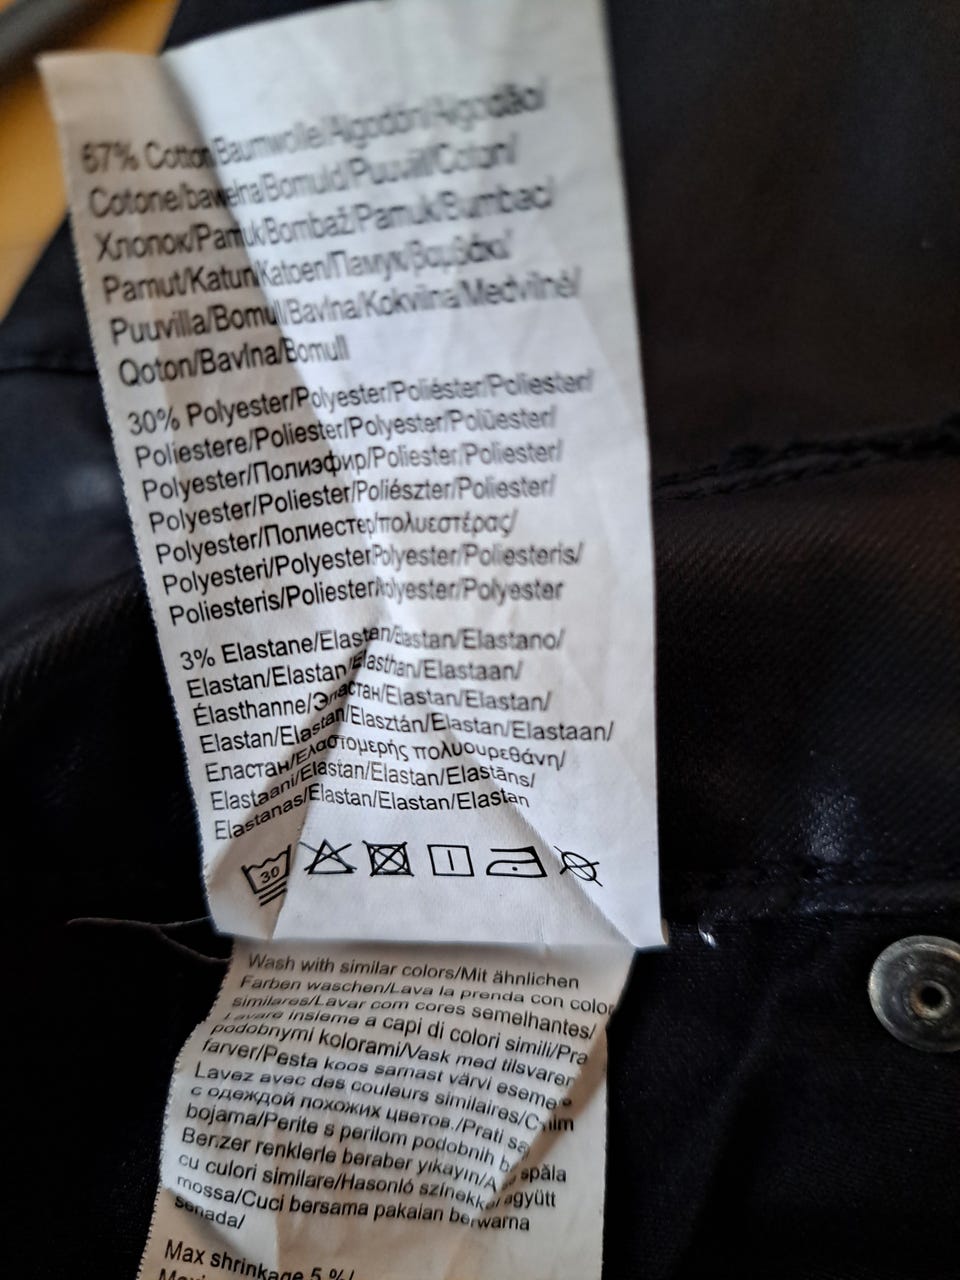 67% Cotton/Baumwolle/Algodón/Algodão/
Cotone/bawełna/Bomuld/Puuvill/Coton/
Хлопок/Pamuk/Bombaž/Pamuk/Bumbac/
Pamut/Katun/Katoen/Памук/Βαμβάκι/
Puuvilla/Bomull/Bavlna/Kokvilna/Medvilnė/
Qoton/Bavlna/Bomull
30% Polyester/Polyester/Poliéster/Poliester/
Poliestere/Poliester/Polyester/Polüester/
Polyester/Полиэфир/Poliester/Poliester/
Polyester/Poliester/Poliészter/Poliester/
Polyester/Полиестер/πολυεστέρας/
Polyesteri/Polyester/Polyester/Poliesteris/
Poliesteris/Poliester/Polyester/Polyester
3% Elastane/Elastan/Elastan/Elastano/
Elastan/Elastan/Elasthan/Elastaan/
Élasthanne/Эластан/Elastan/Elastan/
Elastan/Elastan/Elasztán/Elastan/Elastaan/
Еластан/Ελαστομερής πολυουρεθάνη/
Elastaani/Elastan/Elastan/Elastāns/
Elastanas/Elastan/Elastan/Elastan
30
Wash with similar colors/Mit ähnlichen
Farben waschen/Lava la prenda con color
similares/Lavar com cores semelhantes/
Lavare insieme a capi di colori simili/Pra
podobnymi kolorami/Vask med tilsvaren
farver/Pesta koos sarnast värvi eseme
Lavez avec des couleurs similaires/C
с одеждой похожих цветов./Prati sa
bojama/Perite s perilom podobnih b
Benzer renklerle beraber yıkayın/A spăla
cu culori similare/Hasonló színekkel együtt
mossa/Cuci bersama pakaian berwarna
senada/
Max shrinkage 5 %/